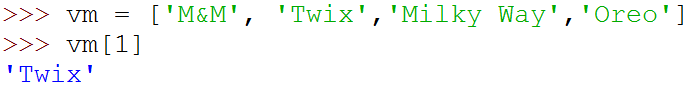 >>> vm = ['M&M', 'Twix','Milky Way','Oreo']
>>> vm[1]
'Twix'